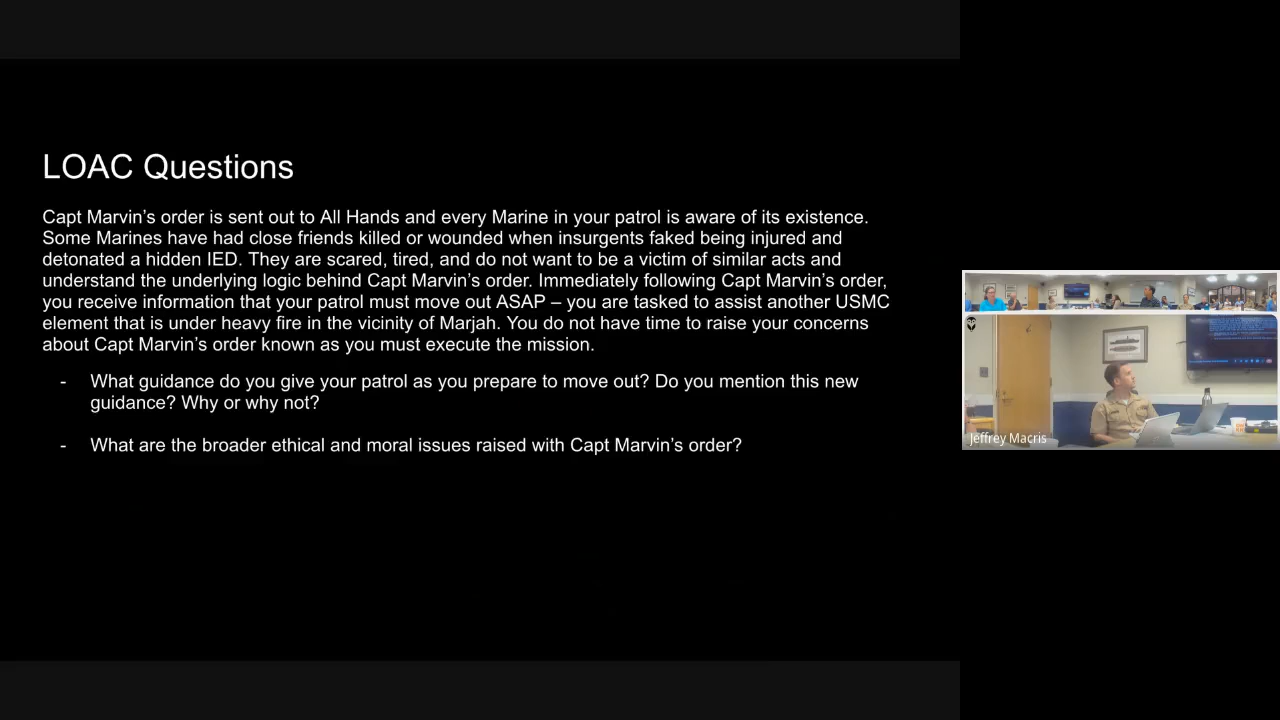 LOAC Questions
Capt Marvin’s order is sent out to All Hands and every Marine in your patrol is aware of its existence.
Some Marines have had close friends killed or wounded when insurgents faked being injured and
detonated a hidden IED. They are scared, tired, and do not want to be a victim of similar acts and
understand the underlying logic behind Capt Marvin’s order. Immediately following Capt Marvin’s order,
you receive information that your patrol must move out ASAP – you are tasked to assist another USMC
element that is under heavy fire in the vicinity of Marjah. You do not have time to raise your concerns
about Capt Marvin’s order known as you must execute the mission.
- What guidance do you give your patrol as you prepare to move out? Do you mention this new
guidance? Why or why not?
- What are the broader ethical and moral issues raised with Capt Marvin’s order?
Jeffrey Macris